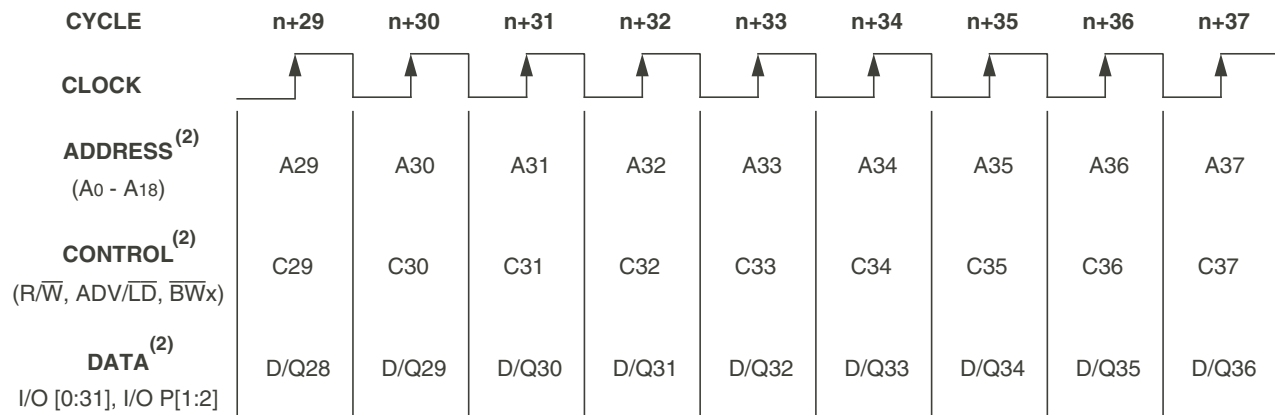 CYCLE n+29 n+30 n+31 n+32 n+33 n+34 n+35 n+36 n+37
CLOCK
ADDRESS(2)
(A0 - A18) A29 A30 A31 A32 A33 A34 A35 A36 A37
CONTROL(2)
(R/W̅, ADV/L̅D̅, B̅W̅x) C29 C30 C31 C32 C33 C34 C35 C36 C37
DATA(2)
I/O [0:31], I/O P[1:2] D/Q28 D/Q29 D/Q30 D/Q31 D/Q32 D/Q33 D/Q34 D/Q35 D/Q36